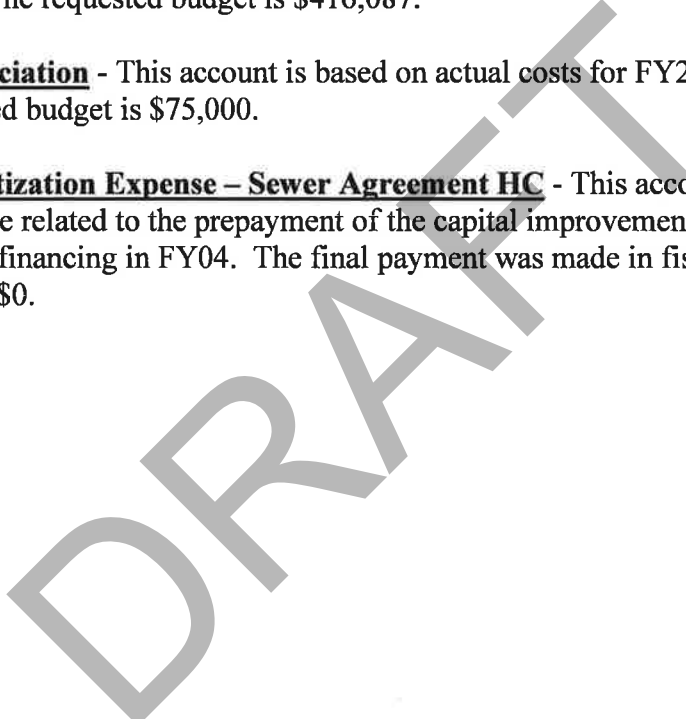 he requested budget is $416,087.
ciation - This account is based on actual costs for FY2
d budget is $75,000.
tization Expense – Sewer Agreement HC - This acco
e related to the prepayment of the capital improvemen
financing in FY04. The final payment was made in fis
$0.
DRAFT